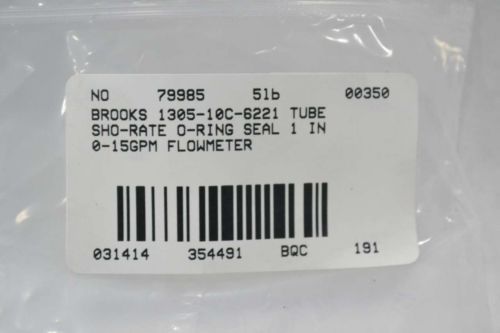 NO 79985 51b 00350
BROOKS 1305-10C-6221 TUBE
SHO-RATE O-RING SEAL 1 IN
0-15GPM FLOWMETER
031414 354491 BQC 191